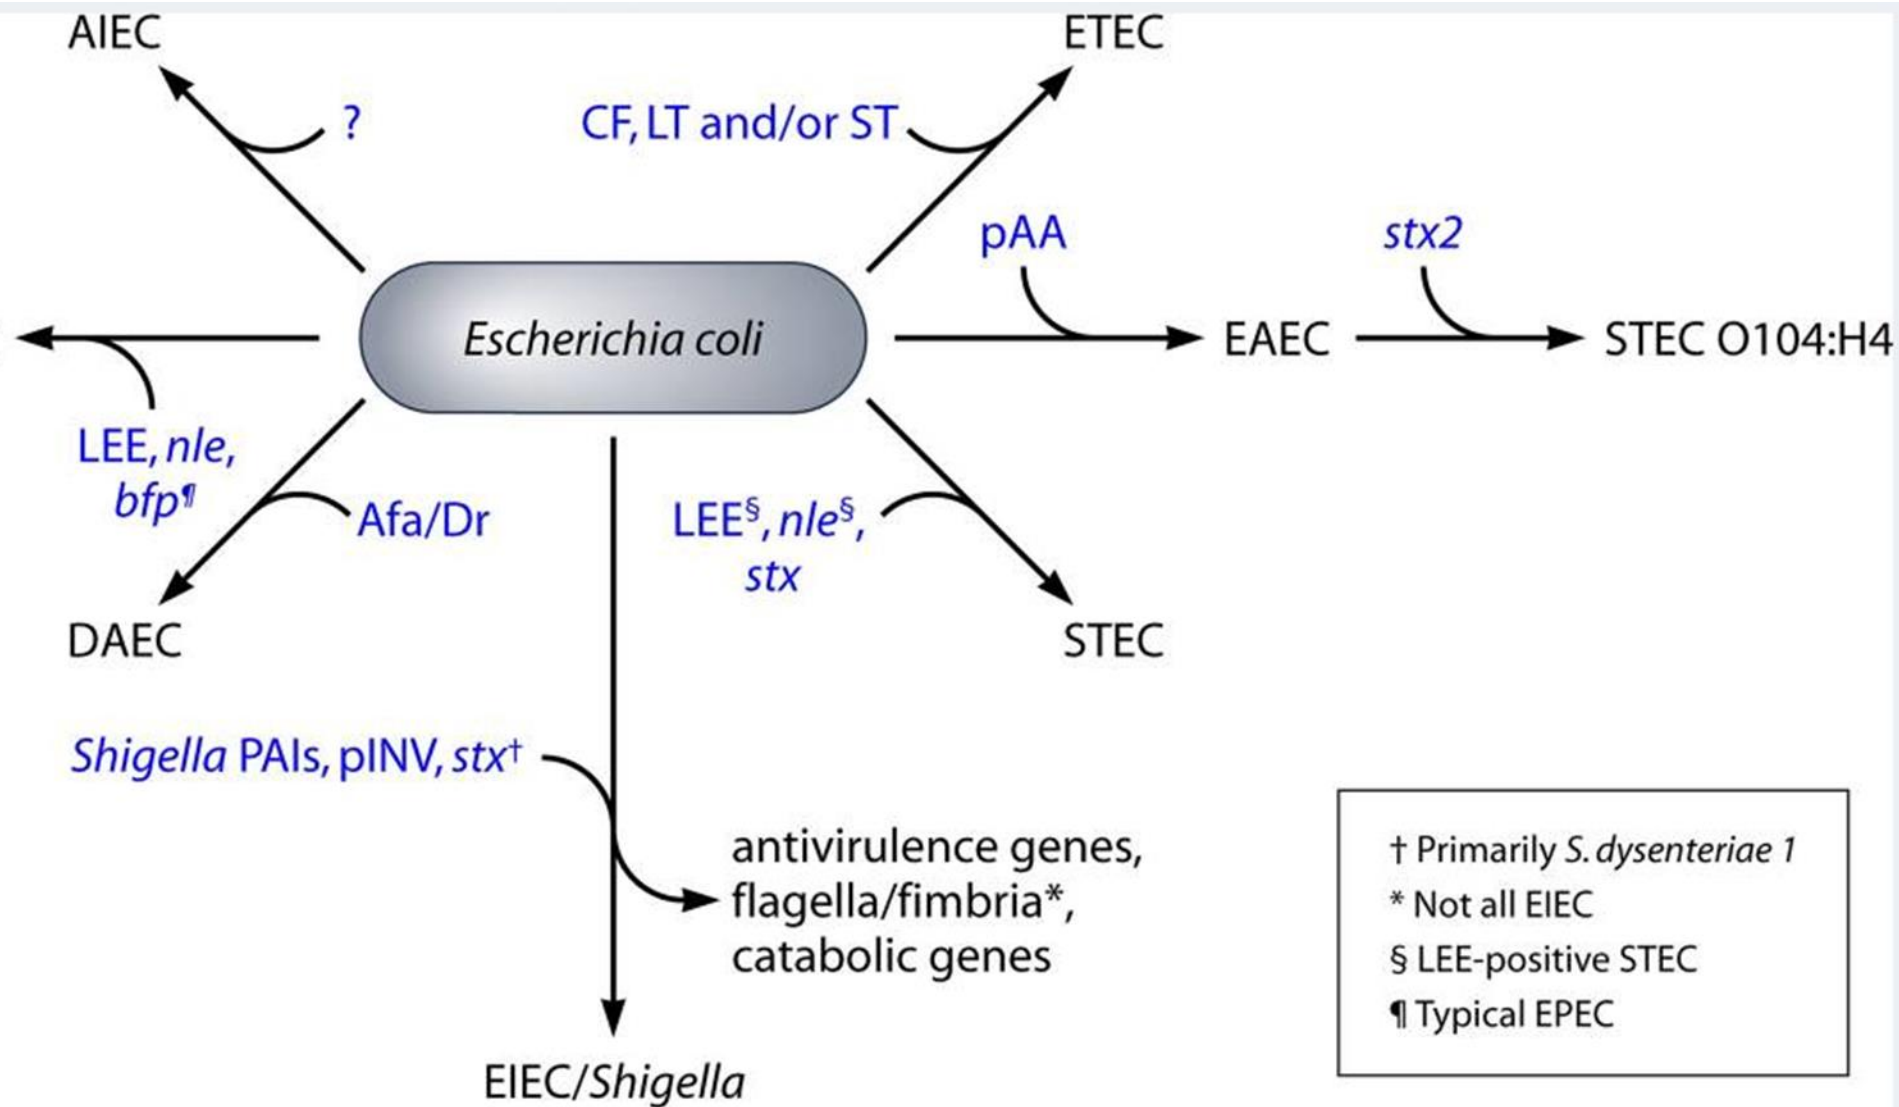 AIEC
ETEC
?
CF, LT and/or ST
pAA
stx2
Escherichia coli
EAEC
STEC O104:H4
LEE, nle,
bfp¶
Afa/Dr
LEE§, nle§,
stx
DAEC
STEC
Shigella PAIs, pINV, stx†
antivirulence genes,
flagella/fimbria*,
catabolic genes
EIEC/Shigella
† Primarily S. dysenteriae 1
* Not all EIEC
§ LEE-positive STEC
¶ Typical EPEC